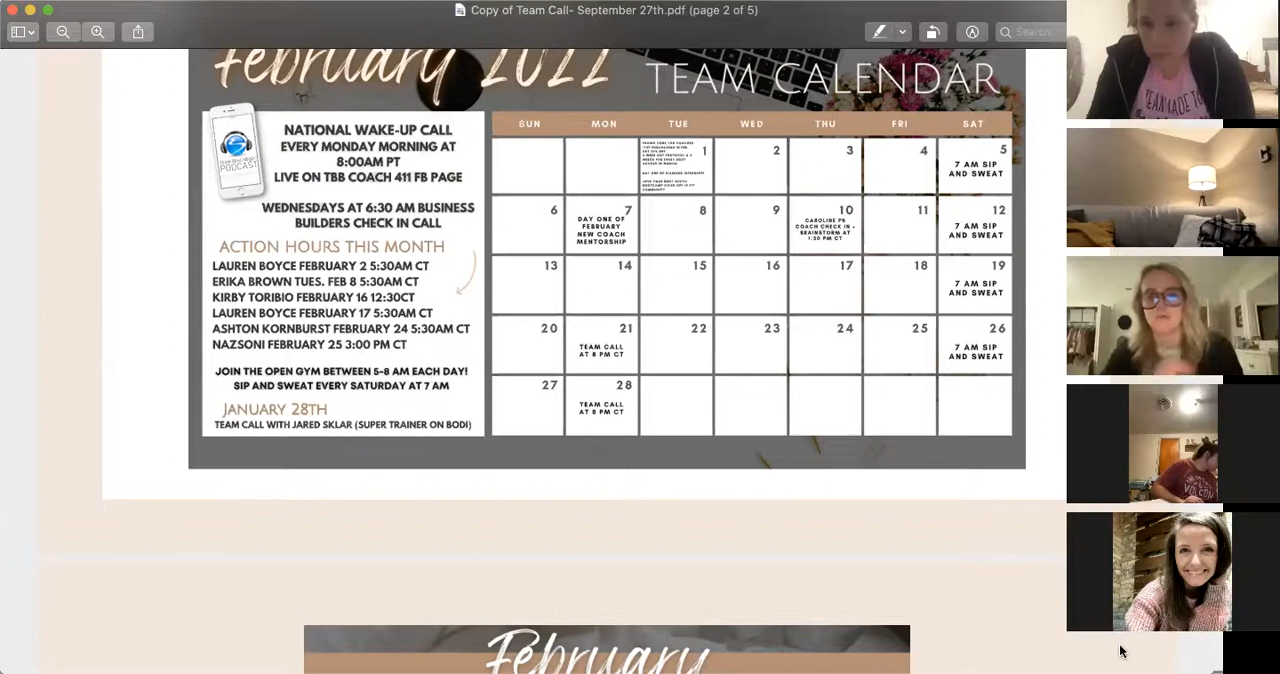 Copy of Team Call- September 27th.pdf (page 2 of 5)
Search
February 2022
TEAM CALENDAR
TEAM BEACHBODY
PODCAST
NATIONAL WAKE-UP CALL
EVERY MONDAY MORNING AT
8:00AM PT
LIVE ON TBB COACH 411 FB PAGE
WEDNESDAYS AT 6:30 AM BUSINESS
BUILDERS CHECK IN CALL
ACTION HOURS THIS MONTH
LAUREN BOYCE FEBRUARY 2 5:30AM CT
ERIKA BROWN TUES. FEB 8 5:30AM CT
KIRBY TORIBIO FEBRUARY 16 12:30CT
LAUREN BOYCE FEBRUARY 17 5:30AM CT
ASHTON KORNBURST FEBRUARY 24 5:30AM CT
NAZSONI FEBRUARY 25 3:00 PM CT
JOIN THE OPEN GYM BETWEEN 5-8 AM EACH DAY!
SIP AND SWEAT EVERY SATURDAY AT 7 AM
JANUARY 28TH
TEAM CALL WITH JARED SKLAR (SUPER TRAINER ON BODI)
SUN MON TUE WED THU FRI SAT
1 2 3 4 5
7 AM SIP
AND SWEAT
6 7 8 9 10 11 12
DAY ONE OF
FEBRUARY
NEW COACH
MENTORSHIP
CAROLINE PS
COACH CHECK IN +
BRAINSTORM AT
1:30 PM CT
7 AM SIP
AND SWEAT
13 14 15 16 17 18 19
7 AM SIP
AND SWEAT
20 21 22 23 24 25 26
TEAM CALL
AT 8 PM CT
7 AM SIP
AND SWEAT
27 28
TEAM CALL
AT 8 PM CT
February
VOLCOM